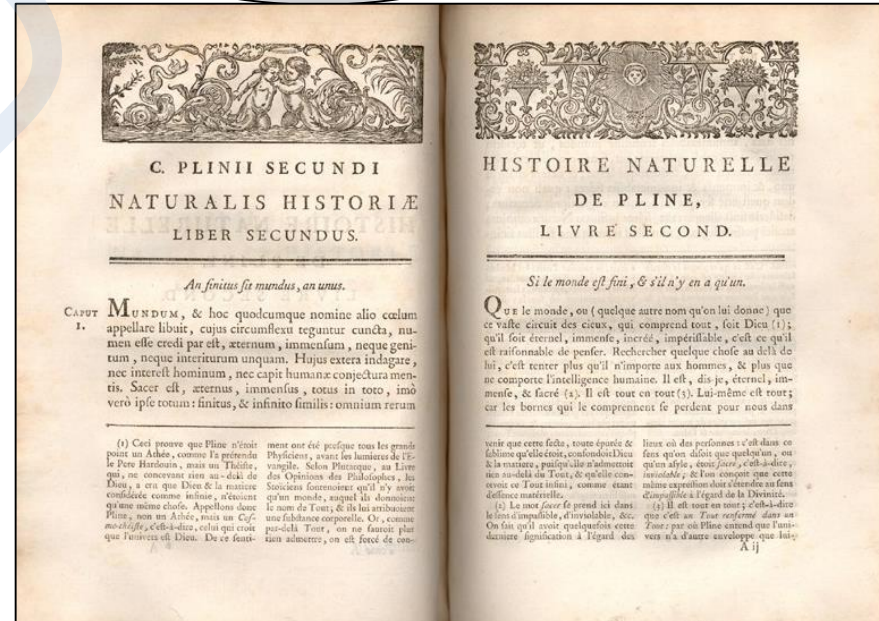 C. PLINII SECUNDI
NATURALIS HISTORIÆ
LIBER SECUNDUS.
An finitus ſit mundus, an unus.
CAPUT
I.
MUNDUM, & hoc quodcumque nomine alio cœlum
appellare libuit, cujus circumflexu teguntur cuncta, nu-
men eſſe credi par eſt, æternum, immenſum, neque geni-
tum, neque interiturum unquam. Hujus extera indagare,
nec intereſt hominum, nec capit humanæ conjectura men-
tis. Sacer eſt, æternus, immenſus, totus in toto, imò
verò ipſe totum: finitus, & infinito ſimilis: omnium rerum
(1) Ceci prouve que Pline n'étoit
point un Athée, comme l'a prétendu
le Pere Hardouin, mais un Théiſte,
qui, ne concevant rien au-delà de
Dieu, a cru que Dieu & la matiere
conſidérée comme infinie, n'étoient
qu'une même choſe. Appellons donc
Pline, non un Athée, mais un Coſ-
mo-théiſte, c'eſt-à-dire, celui qui croit
que l'univers eſt Dieu. De ce ſenti-
ment ont été preſque tous les grands
Phyſiciens, avant les lumieres de l'E-
vangile. Selon Plutarque, au Livre
des Opinions des Philoſophes, les
Stoïciens ſoutenoient qu'il n'y avoit
qu'un monde, auquel ils donnoient
le nom de Tout; & ils lui attribuoient
une ſubſtance corporelle. Or, comme
par-delà Tout, on ne ſauroit plus
rien admettre, on eſt forcé de con-
HISTOIRE NATURELLE
DE PLINE,
LIVRE SECOND.
Si le monde eſt fini, & s'il n'y en a qu'un.
QUE le monde, ou (quelque autre nom qu'on lui donne) que
ce vaſte circuit des cieux, qui comprend tout, ſoit Dieu (1);
qu'il ſoit éternel, immenſe, incréé, impériſſable, c'eſt ce qu'il
eſt raiſonnable de penſer. Rechercher quelque choſe au delà de
lui, c'eſt tenter plus qu'il n'importe aux hommes, & plus que
ne comporte l'intelligence humaine. Il eſt, dis-je, éternel, im-
menſe, & ſacré (2). Il eſt tout en tout (3). Lui-même eſt tout;
car les bornes qui le comprennent ſe perdent pour nous dans
venir que cette ſecte, toute épurée &
ſublime qu'elle étoit, confondoit Dieu
& la matiere, puiſqu'elle n'admettoit
rien au-delà du Tout, & qu'elle con-
cevoit ce Tout infini, comme étant
d'eſſence matérielle.
(2) Le mot ſacer ſe prend ici dans
le ſens d'impaſſible, d'inviolable, &c.
On ſait qu'il avoit quelquefois cette
derniere ſignification à l'égard des
lieux où des perſonnes: c'eſt dans ce
ſens qu'on diſoit que quelqu'un, ou
qu'un aſyle, étoit ſacré, c'eſt-à-dire,
inviolable; & l'on conçoit que cette
même expreſſion doit s'étendre au ſens
d'impaſſible à l'égard de la Divinité.
(3) Il eſt tout en tout; c'eſt-à-dire
que c'eſt un Tout renfermé dans un
Tout: par où Pline entend que l'uni-
vers n'a d'autre enveloppe que lui-
A ij